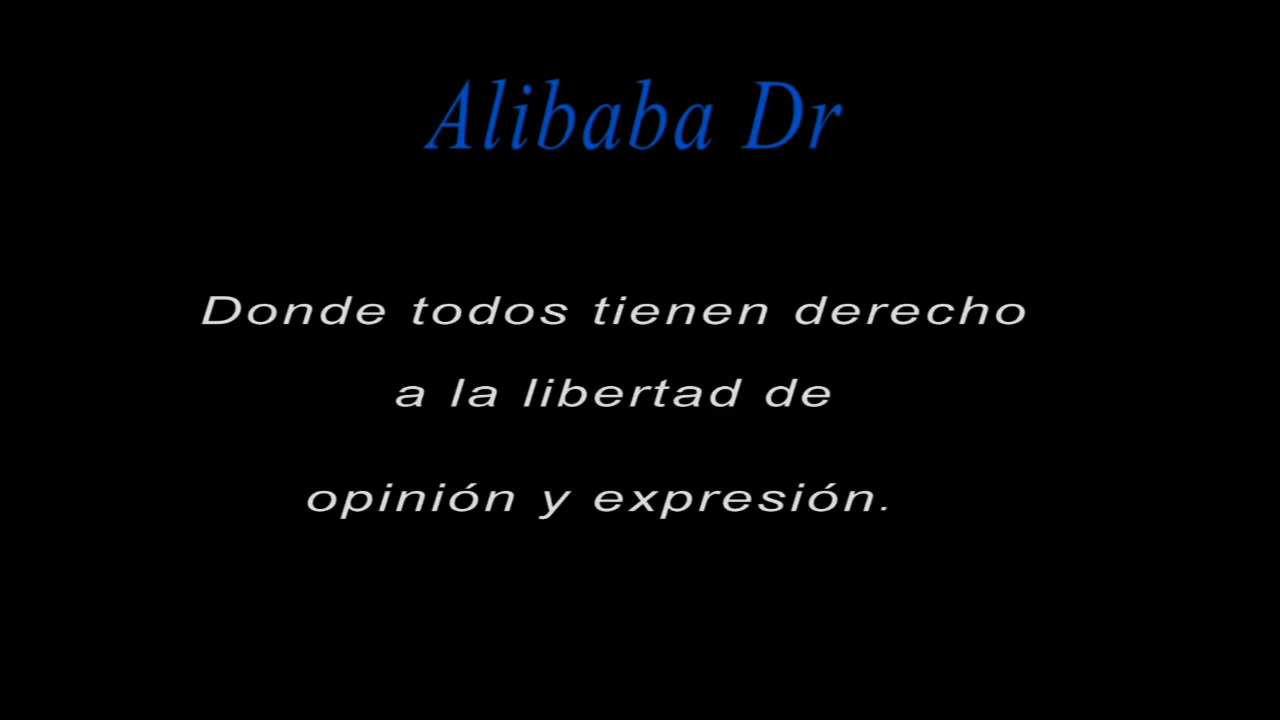 Alibaba Dr
Donde todos tienen derecho
a la libertad de
opinión y expresión.